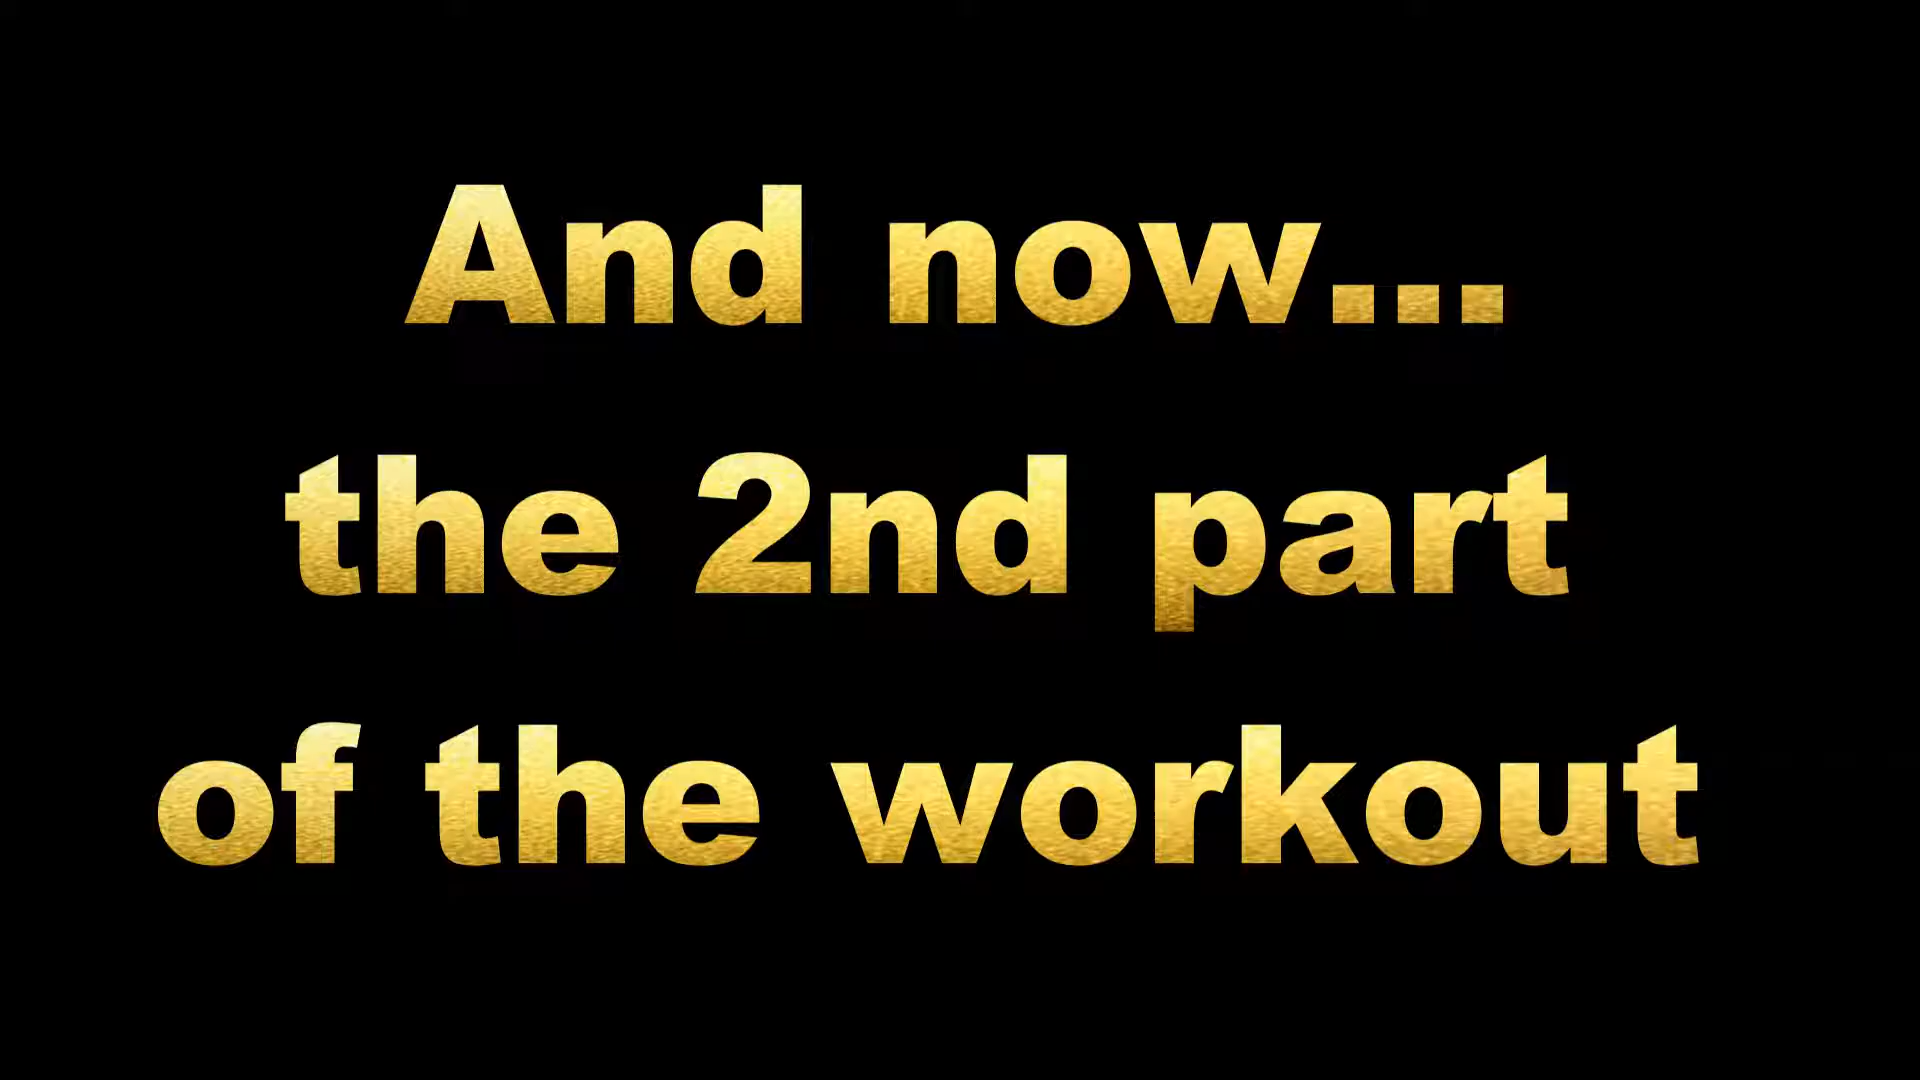 And now...
the 2nd part
of the workout